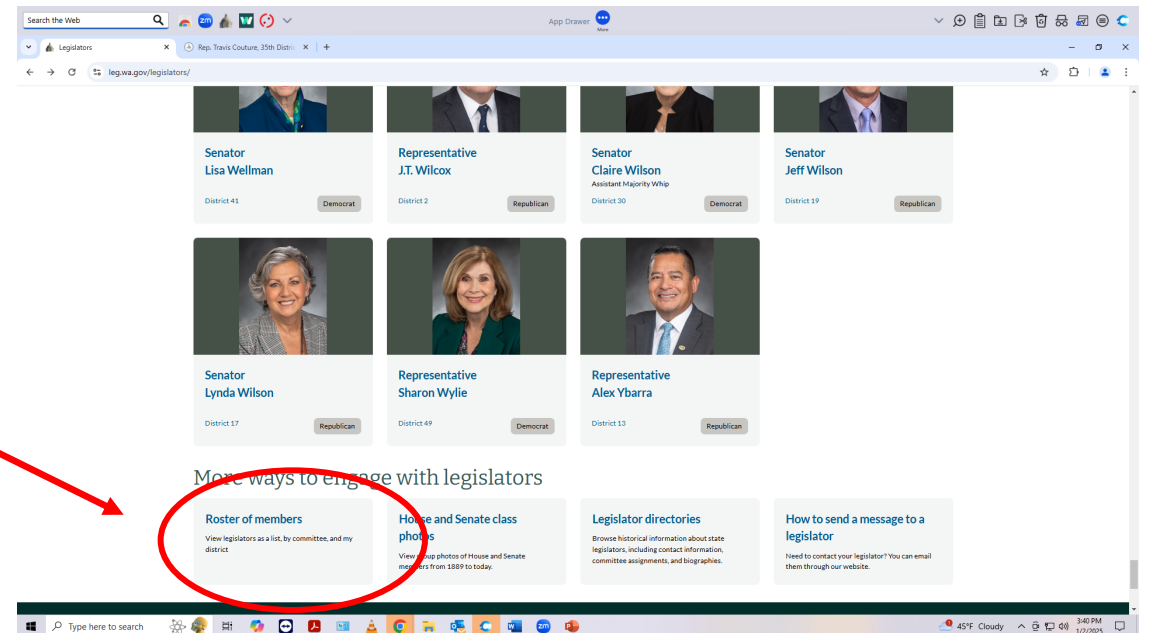 Search the Web
zm
W
App Drawer
More
Legislators
Rep. Travis Couture, 35th Distric
leg.wa.gov/legislators/
Senator
Lisa Wellman
District 41
Democrat
Representative
J.T. Wilcox
District 2
Republican
Senator
Claire Wilson
Assistant Majority Whip
District 30
Democrat
Senator
Jeff Wilson
District 19
Republican
Senator
Lynda Wilson
District 17
Republican
Representative
Sharon Wylie
District 49
Democrat
Representative
Alex Ybarra
District 13
Republican
More ways to engage with legislators
Roster of members
View legislators as a list, by committee, and my
district
House and Senate class
photos
View group photos of House and Senate
members from 1889 to today.
Legislator directories
Browse historical information about state
legislators, including contact information,
committee assignments, and biographies.
How to send a message to a
legislator
Need to contact your legislator? You can email
them through our website.
Type here to search
zm
45°F Cloudy
3:40 PM
1/2/2025